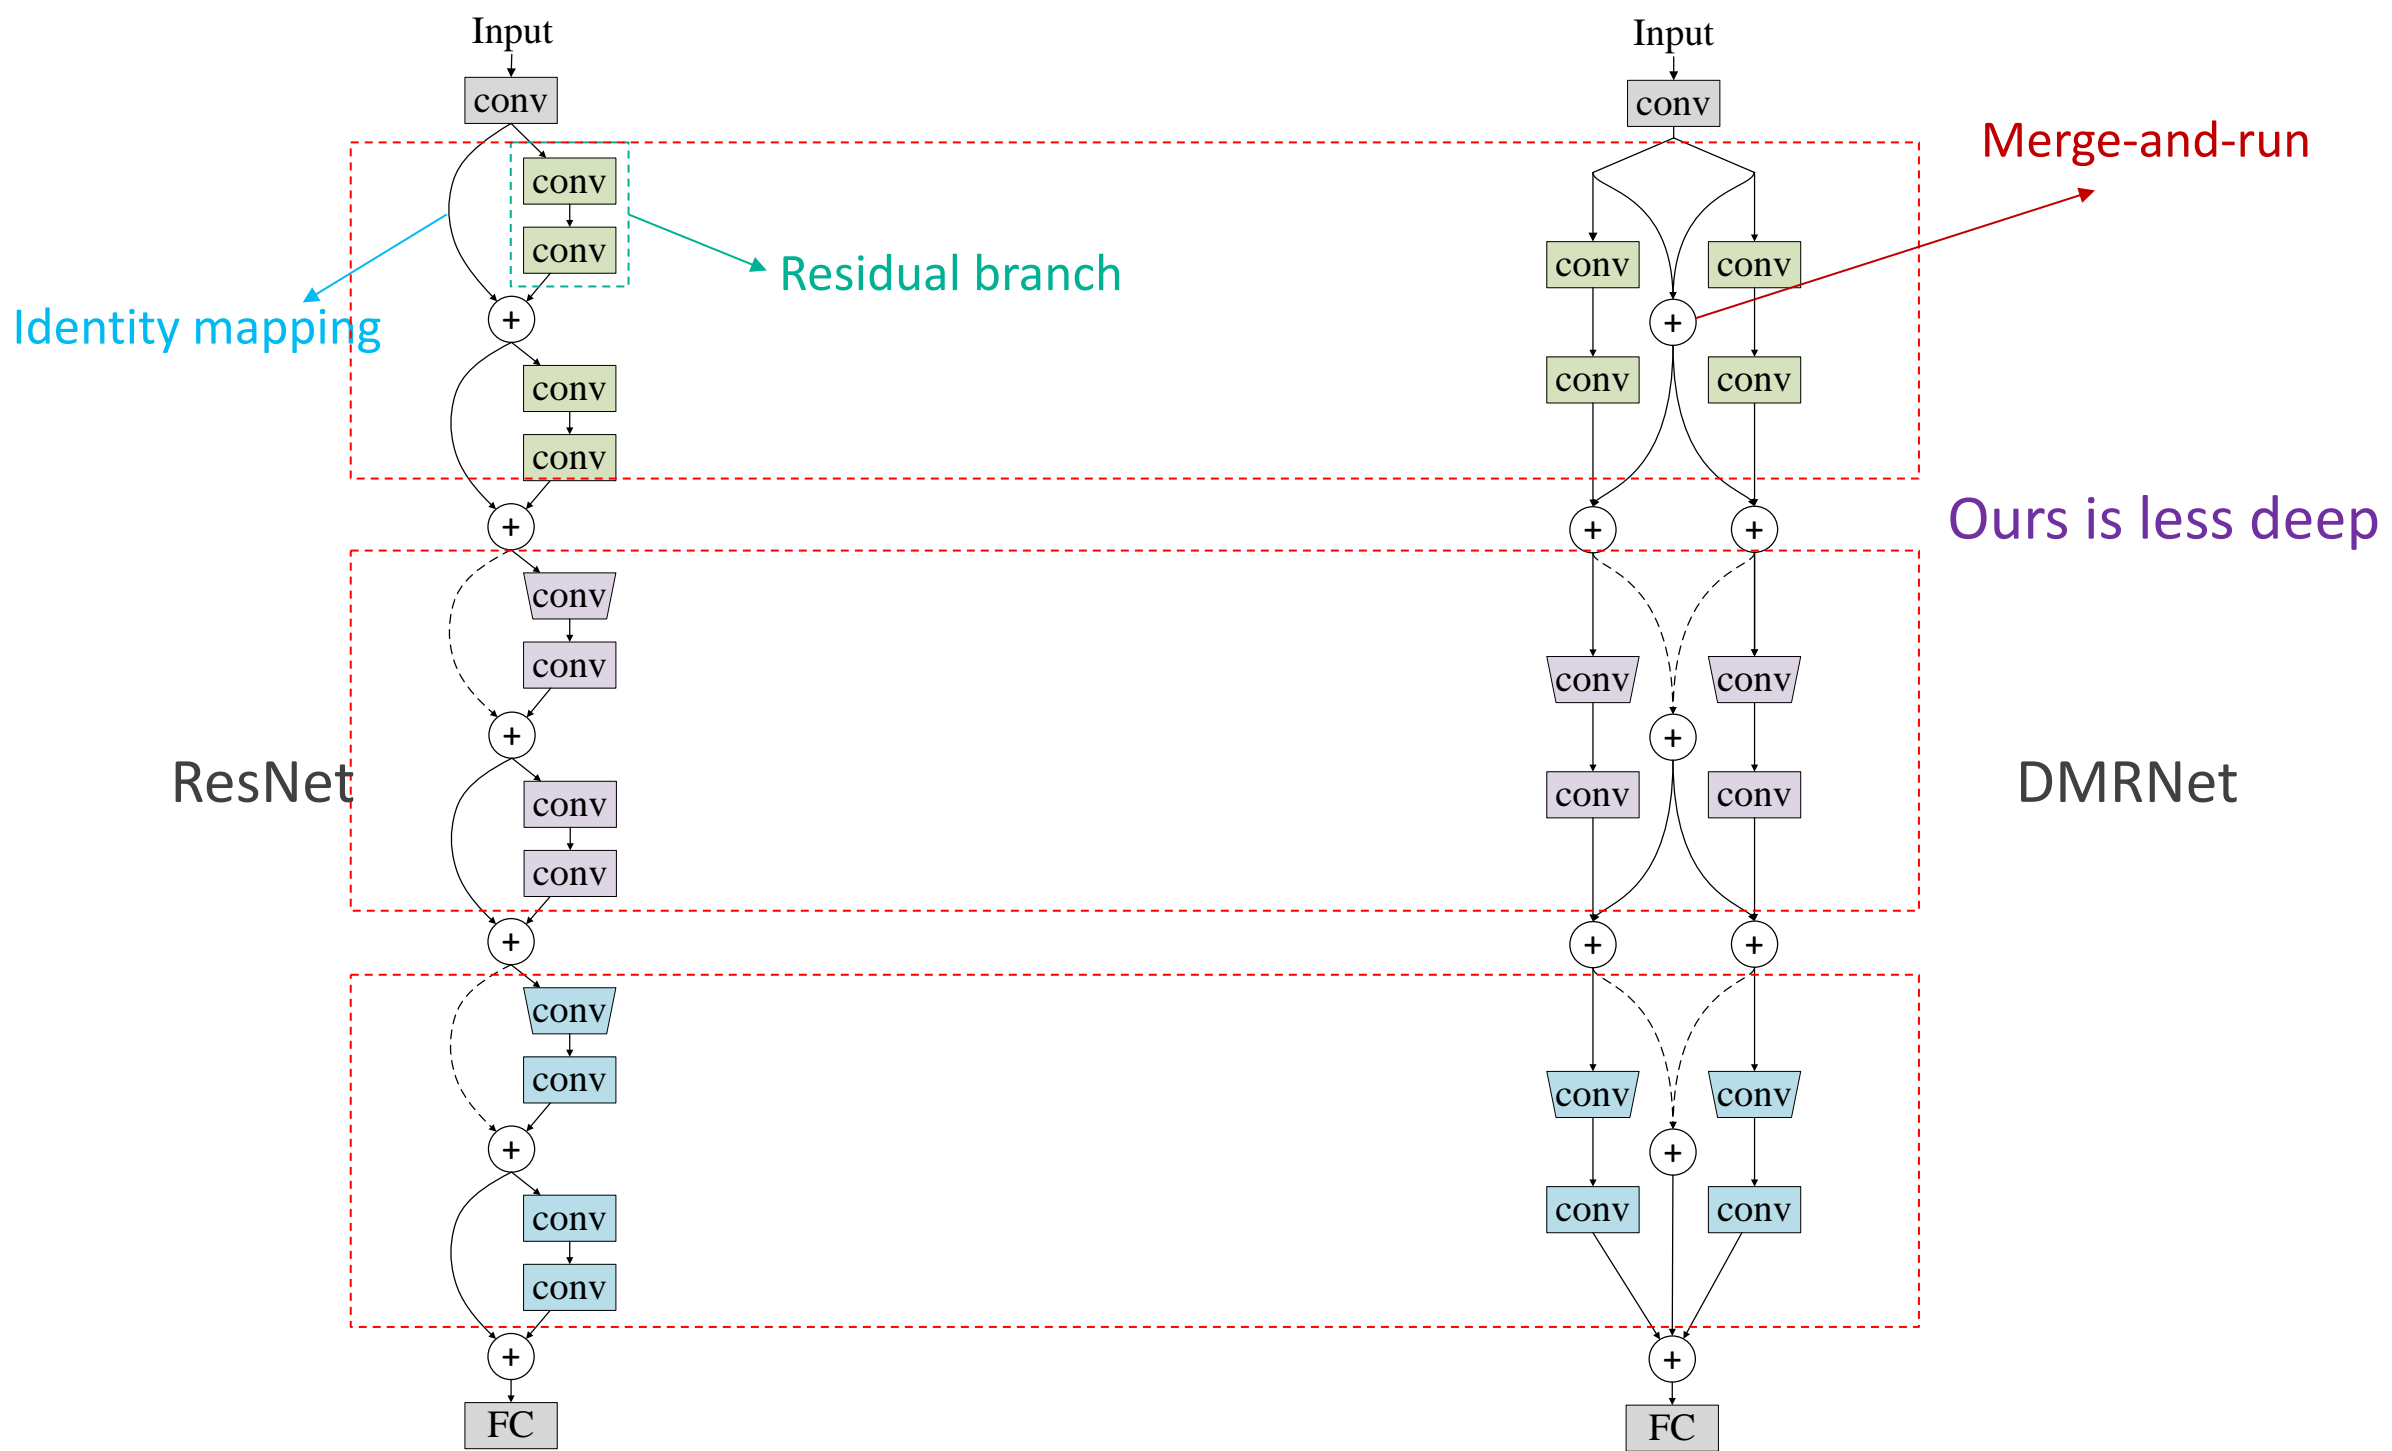 Input
Input
conv
conv
Merge-and-run
conv
conv
Residual branch
Identity mapping
+
conv
conv
+
conv
conv
conv
conv
+
Ours is less deep
+
+
conv
conv
conv
conv
+
+
ResNet
DMRNet
conv
conv
conv
conv
+
+
+
conv
conv
conv
conv
+
+
conv
conv
conv
conv
+
+
FC
FC